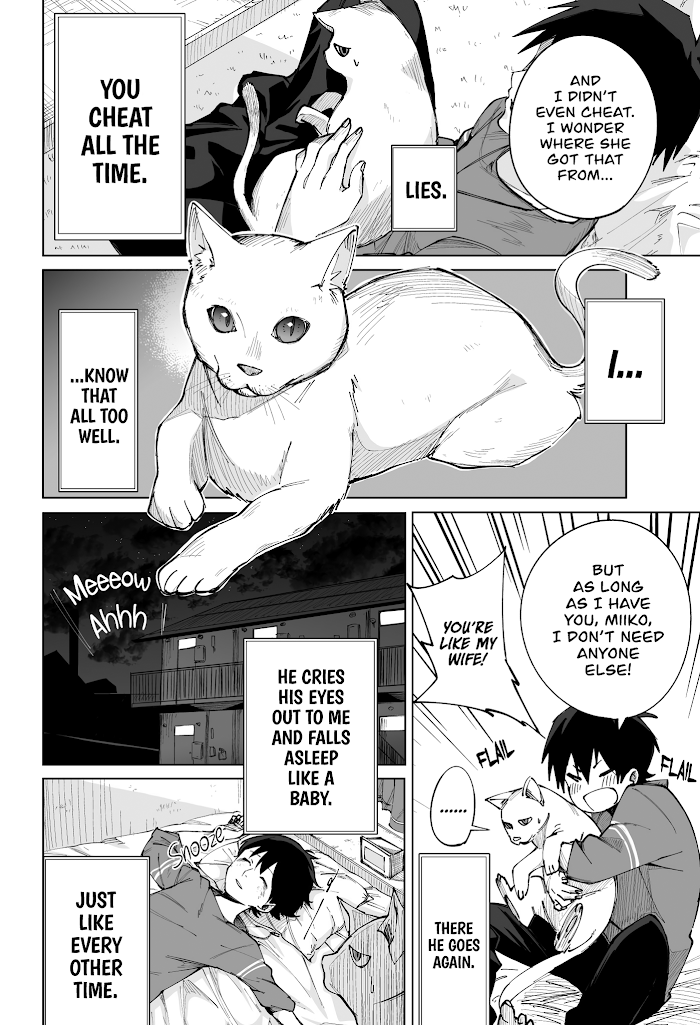 AND
I DIDN'T
EVEN CHEAT.
I WONDER
WHERE SHE
GOT THAT
FROM...
LIES.
YOU
CHEAT
ALL THE
TIME.
I...
...KNOW
THAT
ALL TOO
WELL.
BUT
AS LONG
AS I HAVE
YOU, MIIKO,
I DON'T NEED
ANYONE
ELSE!
YOU'RE
LIKE MY
WIFE!
FLAIL
FLAIL
......
THERE
HE GOES
AGAIN.
Meeeow
Ahhh
HE CRIES
HIS EYES
OUT TO ME
AND FALLS
ASLEEP
LIKE A
BABY.
Snooze
JUST
LIKE
EVERY
OTHER
TIME.